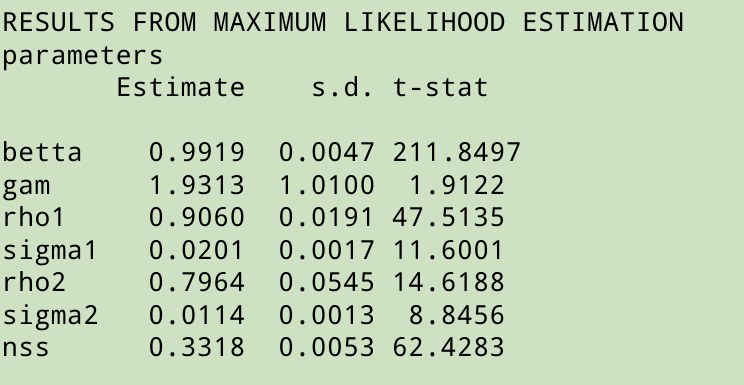 RESULTS FROM MAXIMUM LIKELIHOOD ESTIMATION
parameters
Estimate s.d. t-stat
betta 0.9919 0.0047 211.8497
gam 1.9313 1.0100 1.9122
rho1 0.9060 0.0191 47.5135
sigma1 0.0201 0.0017 11.6001
rho2 0.7964 0.0545 14.6188
sigma2 0.0114 0.0013 8.8456
nss 0.3318 0.0053 62.4283